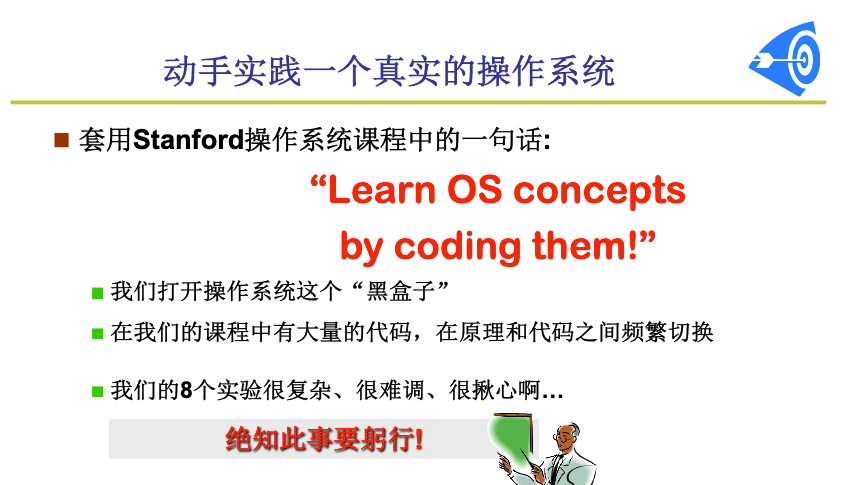 动手实践一个真实的操作系统
套用Stanford操作系统课程中的一句话:
“Learn OS concepts
by coding them!”
我们打开操作系统这个“黑盒子”
在我们的课程中有大量的代码，在原理和代码之间频繁切换
我们的8个实验很复杂、很难调、很揪心啊…
绝知此事要躬行!